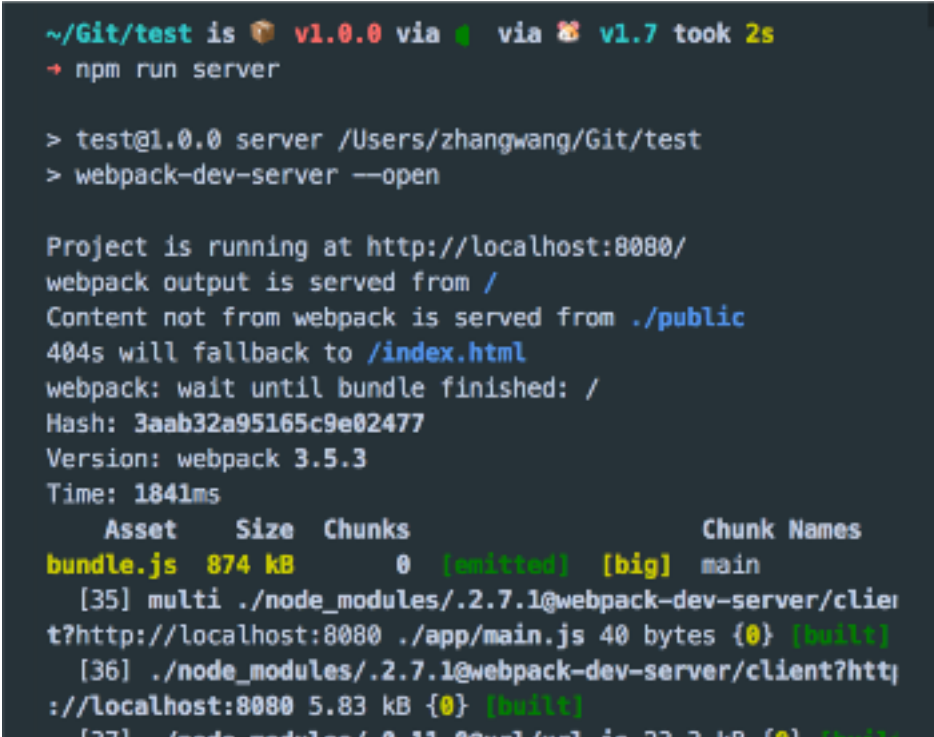 ~/Git/test is 📦 v1.0.0 via via 🐹 v1.7 took 2s
→ npm run server
> test@1.0.0 server /Users/zhangwang/Git/test
> webpack-dev-server --open
Project is running at http://localhost:8080/
webpack output is served from /
Content not from webpack is served from ./public
404s will fallback to /index.html
webpack: wait until bundle finished: /
Hash: 3aab32a95165c9e02477
Version: webpack 3.5.3
Time: 1841ms
Asset Size Chunks Chunk Names
bundle.js 874 kB 0 [emitted] [big] main
[35] multi ./node_modules/.2.7.1@webpack-dev-server/clien
t?http://localhost:8080 ./app/main.js 40 bytes {0} [built]
[36] ./node_modules/.2.7.1@webpack-dev-server/client?http
://localhost:8080 5.83 kB {0} [built]